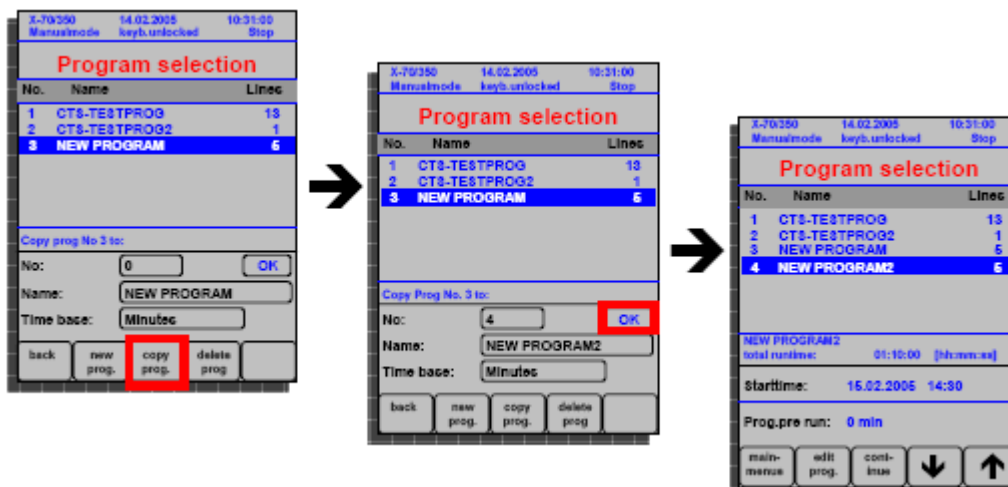 X-70/350 14.02.2005 10:31:00
Manualmode keyb.unlocked Stop
Program selection
No. Name Lines
1 CTS-TESTPROG 13
2 CTS-TESTPROG2 1
3 NEW PROGRAM 5
Copy prog No 3 to:
No: 0 OK
Name: NEW PROGRAM
Time base: Minutes
back new prog. copy prog. delete prog
X-70/350 14.02.2005 10:31:00
Manualmode keyb.unlocked Stop
Program selection
No. Name Lines
1 CTS-TESTPROG 13
2 CTS-TESTPROG2 1
3 NEW PROGRAM 5
Copy Prog No. 3 to:
No: 4 OK
Name: NEW PROGRAM2
Time base: Minutes
back new prog. copy prog. delete prog
X-70/350 14.02.2005 10:31:00
Manualmode keyb.unlocked Stop
Program selection
No. Name Lines
1 CTS-TESTPROG 13
2 CTS-TESTPROG2 1
3 NEW PROGRAM 5
4 NEW PROGRAM2 5
NEW PROGRAM2
total runtime: 01:10:00 [hh:mm:ss]
Starttime: 15.02.2005 14:30
Prog.pre run: 0 min
main-menue edit prog. cont-inue